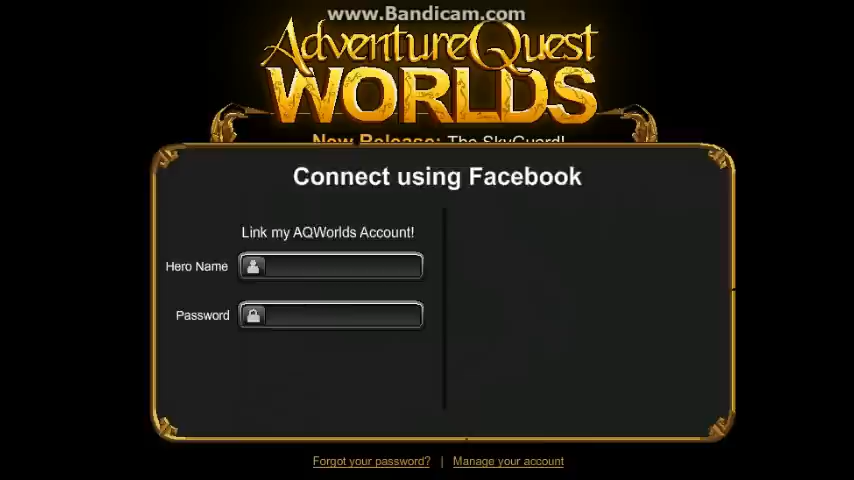 www.Bandicam.com
AdventureQuest
WORLDS
New Release: The SkyGuard!
Connect using Facebook
Link my AQWorlds Account!
Hero Name
Password
Forgot your password? | Manage your account